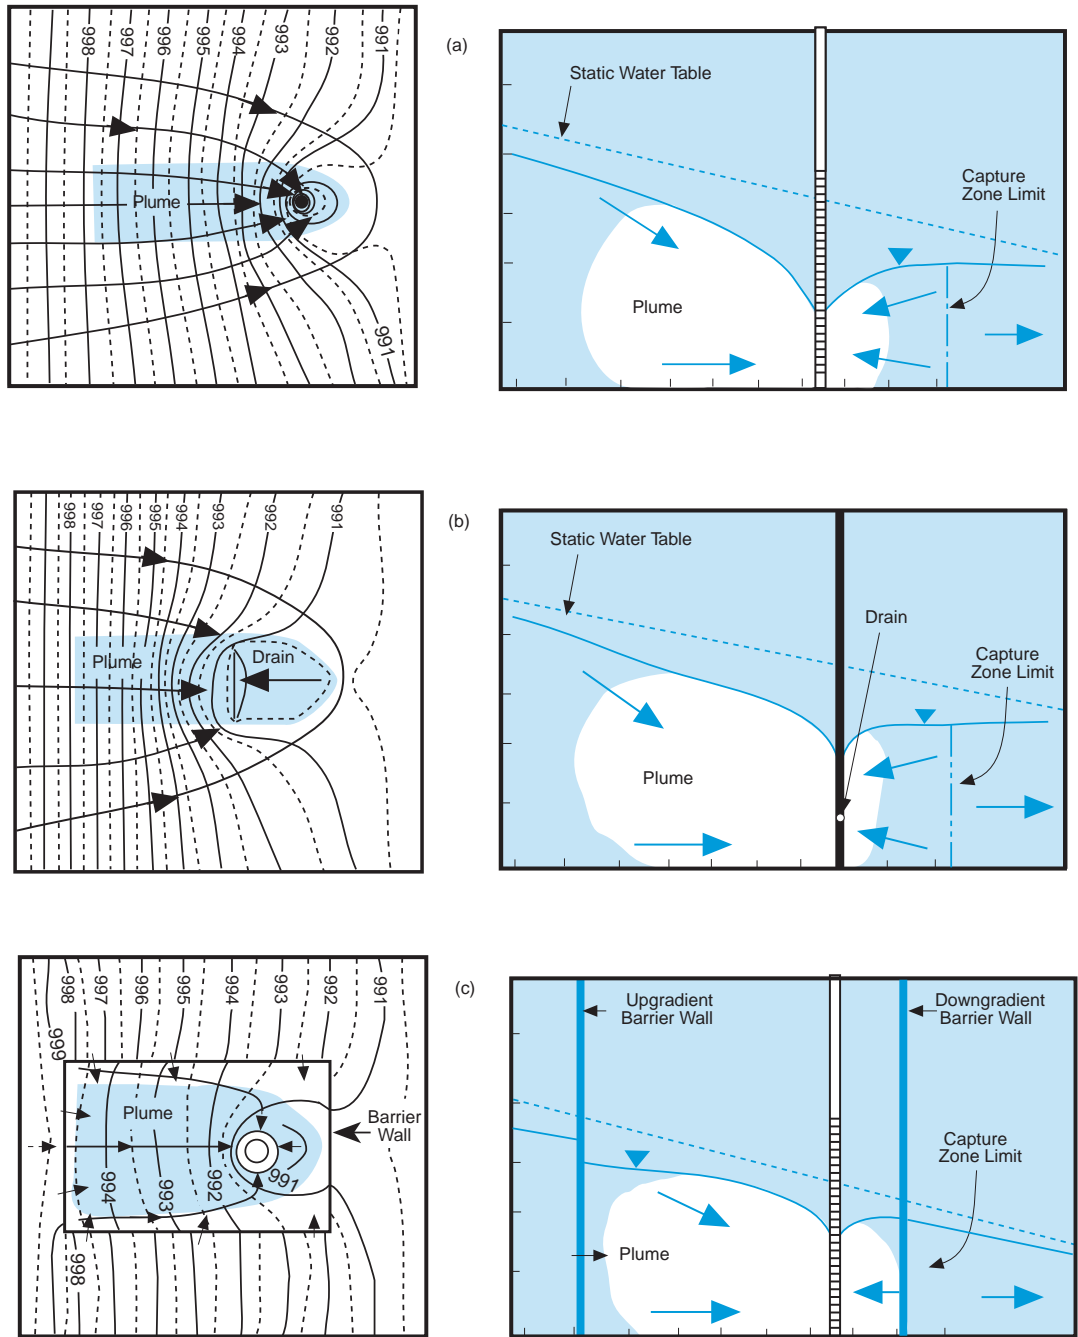 998
997
996
995
994
993
992
991
Plume
991
(a)
Static Water Table
Capture
Zone Limit
Plume
998
997
996
995
994
993
992
991
Plume
Drain
(b)
Static Water Table
Drain
Capture
Zone Limit
Plume
998
997
996
995
994
993
992
991
999
Plume
Barrier
Wall
994
993
992
991
998
(c)
Upgradient
Barrier Wall
Downgradient
Barrier Wall
Capture
Zone Limit
Plume